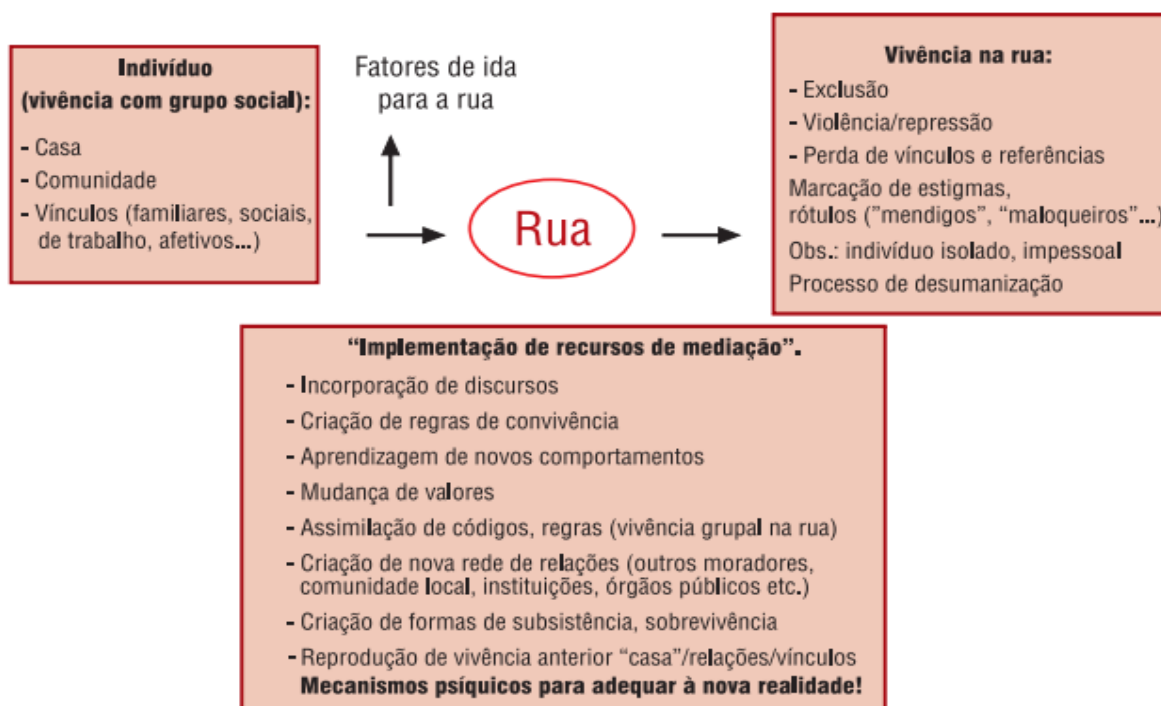 Indivíduo
(vivência com grupo social):
- Casa
- Comunidade
- Vínculos (familiares, sociais,
de trabalho, afetivos...)
Fatores de ida
para a rua
Rua
Vivência na rua:
- Exclusão
- Violência/repressão
- Perda de vínculos e referências
Marcação de estigmas,
rótulos ("mendigos", "maloqueiros"...)
Obs.: indivíduo isolado, impessoal
Processo de desumanização
"Implementação de recursos de mediação".
- Incorporação de discursos
- Criação de regras de convivência
- Aprendizagem de novos comportamentos
- Mudança de valores
- Assimilação de códigos, regras (vivência grupal na rua)
- Criação de nova rede de relações (outros moradores,
comunidade local, instituições, órgãos públicos etc.)
- Criação de formas de subsistência, sobrevivência
- Reprodução de vivência anterior "casa"/relações/vínculos
Mecanismos psíquicos para adequar à nova realidade!